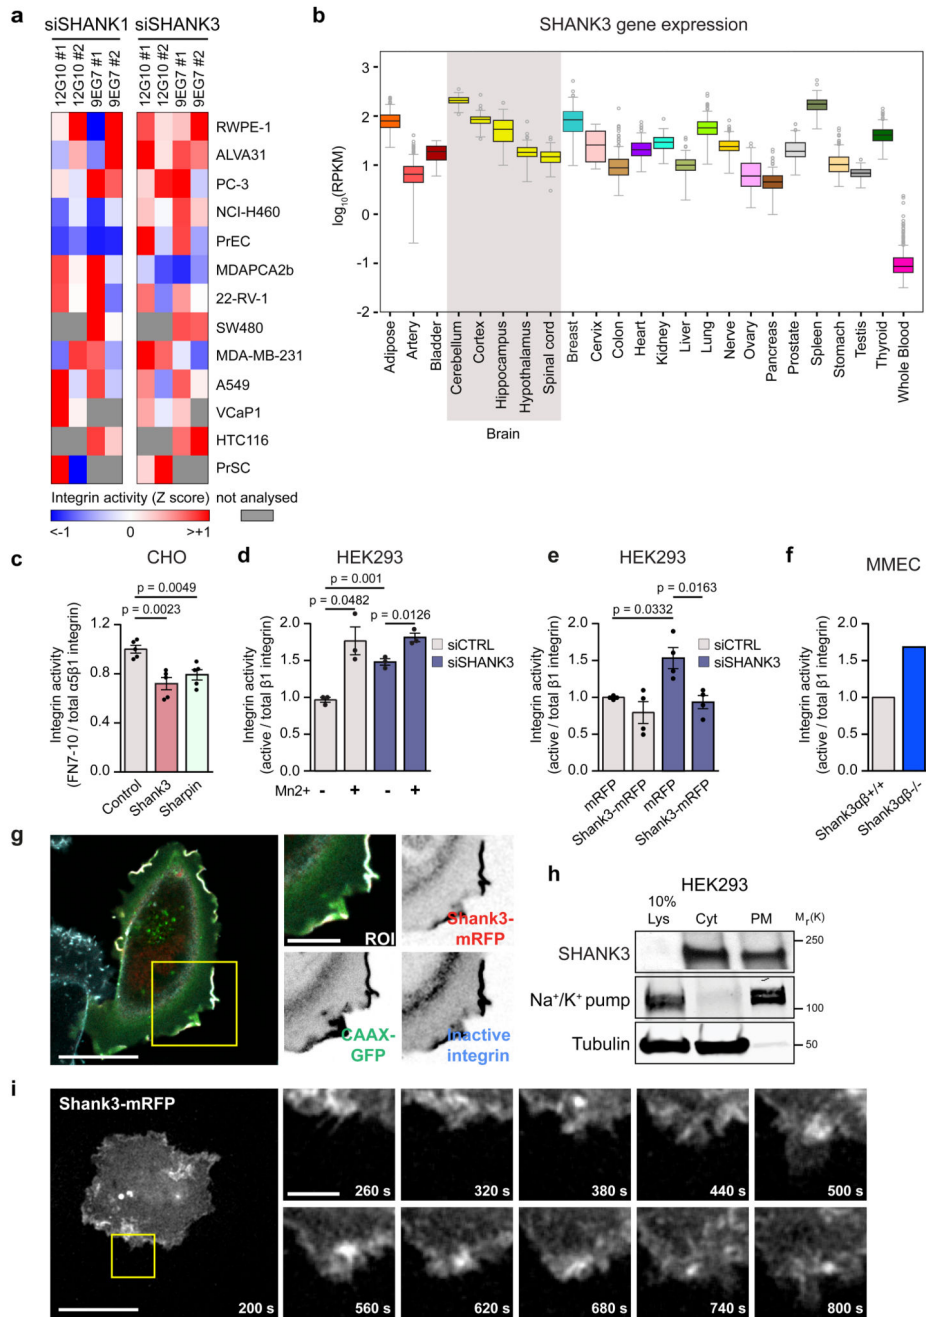 a
siSHANK1 siSHANK3
12G10 #1
12G10 #2
9EG7 #1
9EG7 #2
12G10 #1
12G10 #2
9EG7 #1
9EG7 #2
RWPE-1
ALVA31
PC-3
NCI-H460
PrEC
MDAPCA2b
22-RV-1
SW480
MDA-MB-231
A549
VCaP1
HTC116
PrSC
Integrin activity (Z score) not analysed
<-1 0 >+1
b
SHANK3 gene expression
log10(RPKM)
3
2
1
0
-1
-2
Adipose
Artery
Bladder
Cerebellum
Cortex
Hippocampus
Hypothalamus
Spinal cord
Breast
Cervix
Colon
Heart
Kidney
Liver
Lung
Nerve
Ovary
Pancreas
Prostate
Spleen
Stomach
Testis
Thyroid
Whole Blood
Brain
c
CHO
p = 0.0049
p = 0.0023
Integrin activity
(FN7-10 / total α5β1 integrin)
1.2
0.8
0.4
0.0
Control
Shank3
Sharpin
d
HEK293
p = 0.001
p = 0.0482
p = 0.0126
siCTRL
siSHANK3
Integrin activity
(active / total β1 integrin)
2.0
1.5
1.0
0.5
0.0
Mn2+ - + - +
e
HEK293
p = 0.0163
p = 0.0332
siCTRL
siSHANK3
Integrin activity
(active / total β1 integrin)
2.0
1.5
1.0
0.5
0.0
mRFP
Shank3-mRFP
mRFP
Shank3-mRFP
f
MMEC
Integrin activity
(active / total β1 integrin)
2.0
1.5
1.0
0.5
0.0
Shank3αβ+/+
Shank3αβ-/-
g
ROI
Shank3-
mRFP
CAAX-
GFP
Inactive
integrin
h
HEK293
10%
Lys Cyt PM Mr(K)
SHANK3
250
Na+/K+ pump
100
Tubulin
50
i
Shank3-mRFP
200 s
260 s
320 s
380 s
440 s
500 s
560 s
620 s
680 s
740 s
800 s